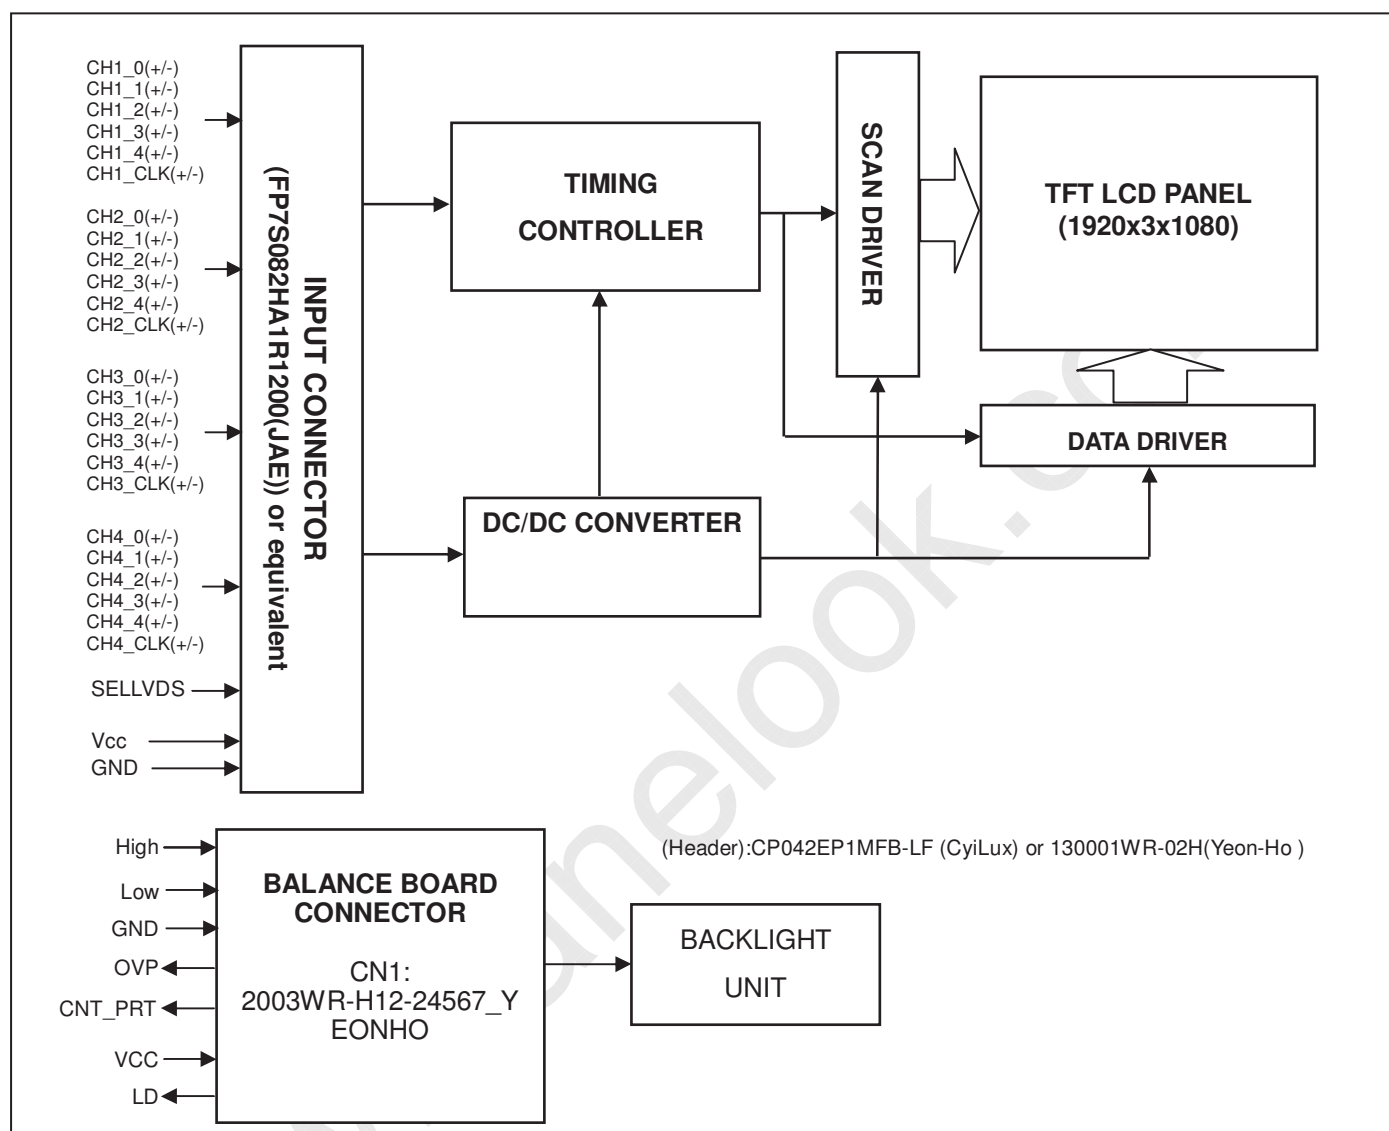 CH1_0(+/-)
CH1_1(+/-)
CH1_2(+/-)
CH1_3(+/-)
CH1_4(+/-)
CH1_CLK(+/-)
CH2_0(+/-)
CH2_1(+/-)
CH2_2(+/-)
CH2_3(+/-)
CH2_4(+/-)
CH2_CLK(+/-)
CH3_0(+/-)
CH3_1(+/-)
CH3_2(+/-)
CH3_3(+/-)
CH3_4(+/-)
CH3_CLK(+/-)
CH4_0(+/-)
CH4_1(+/-)
CH4_2(+/-)
CH4_3(+/-)
CH4_4(+/-)
CH4_CLK(+/-)
SELLVDS
Vcc
GND
INPUT CONNECTOR
(FP7S082HA1R1200(JAE)) or equivalent
TIMING
CONTROLLER
DC/DC CONVERTER
SCAN DRIVER
TFT LCD PANEL
(1920x3x1080)
DATA DRIVER
High
Low
GND
OVP
CNT_PRT
VCC
LD
BALANCE BOARD
CONNECTOR
CN1:
2003WR-H12-24567_Y
EONHO
(Header):CP042EP1MFB-LF (CyiLux) or 130001WR-02H(Yeon-Ho )
BACKLIGHT
UNIT